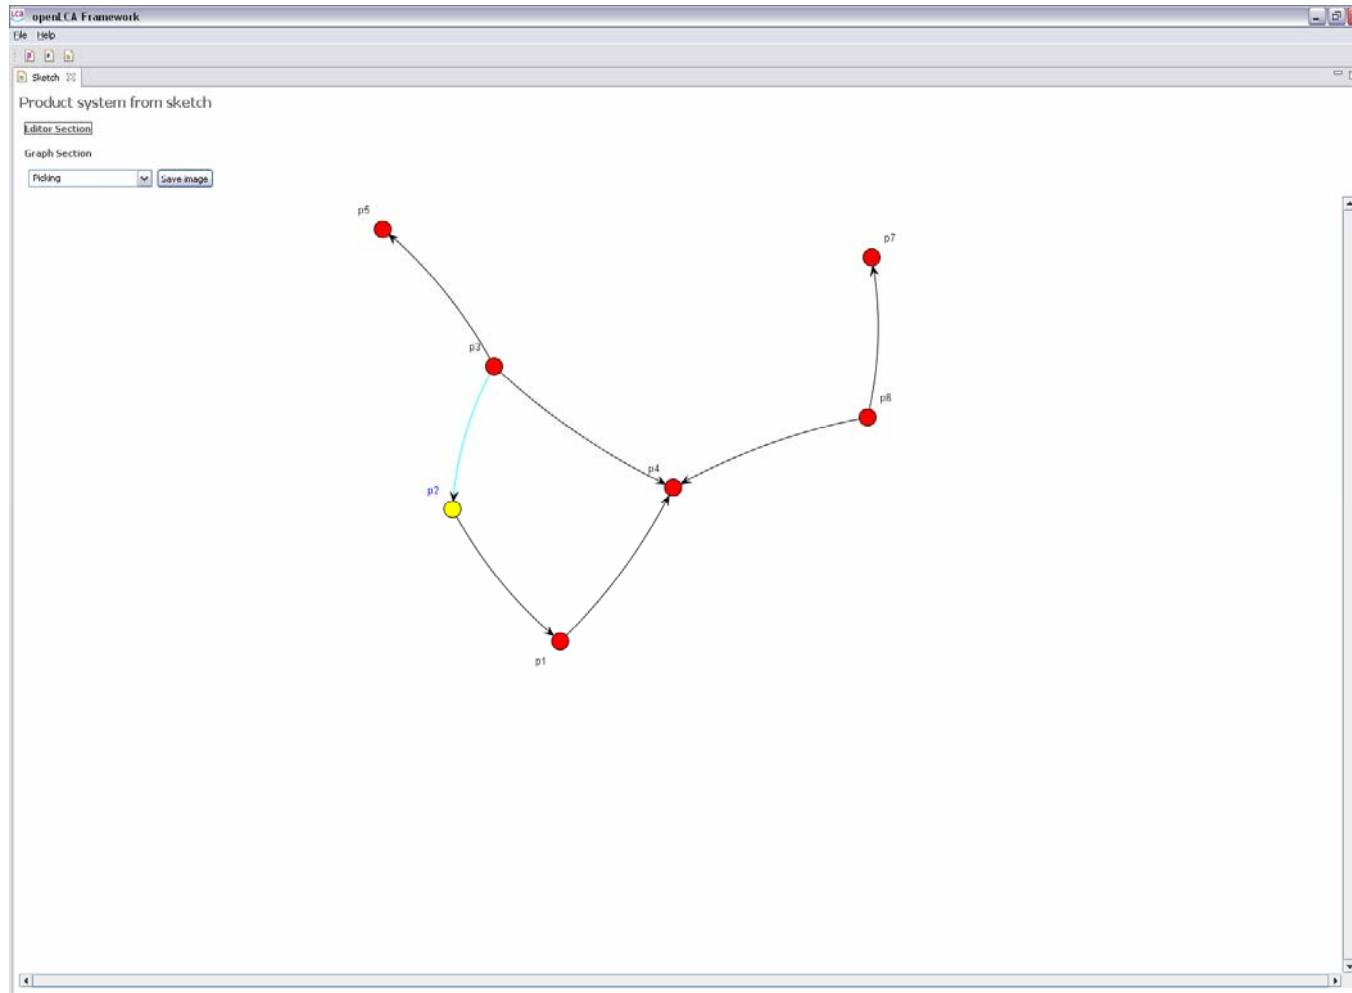 LCA openLCA Framework
File Help
Sketch
Product system from sketch
Editor Section
Graph Section
Picking Save image
p5
p7
p3
p4
p2
p1